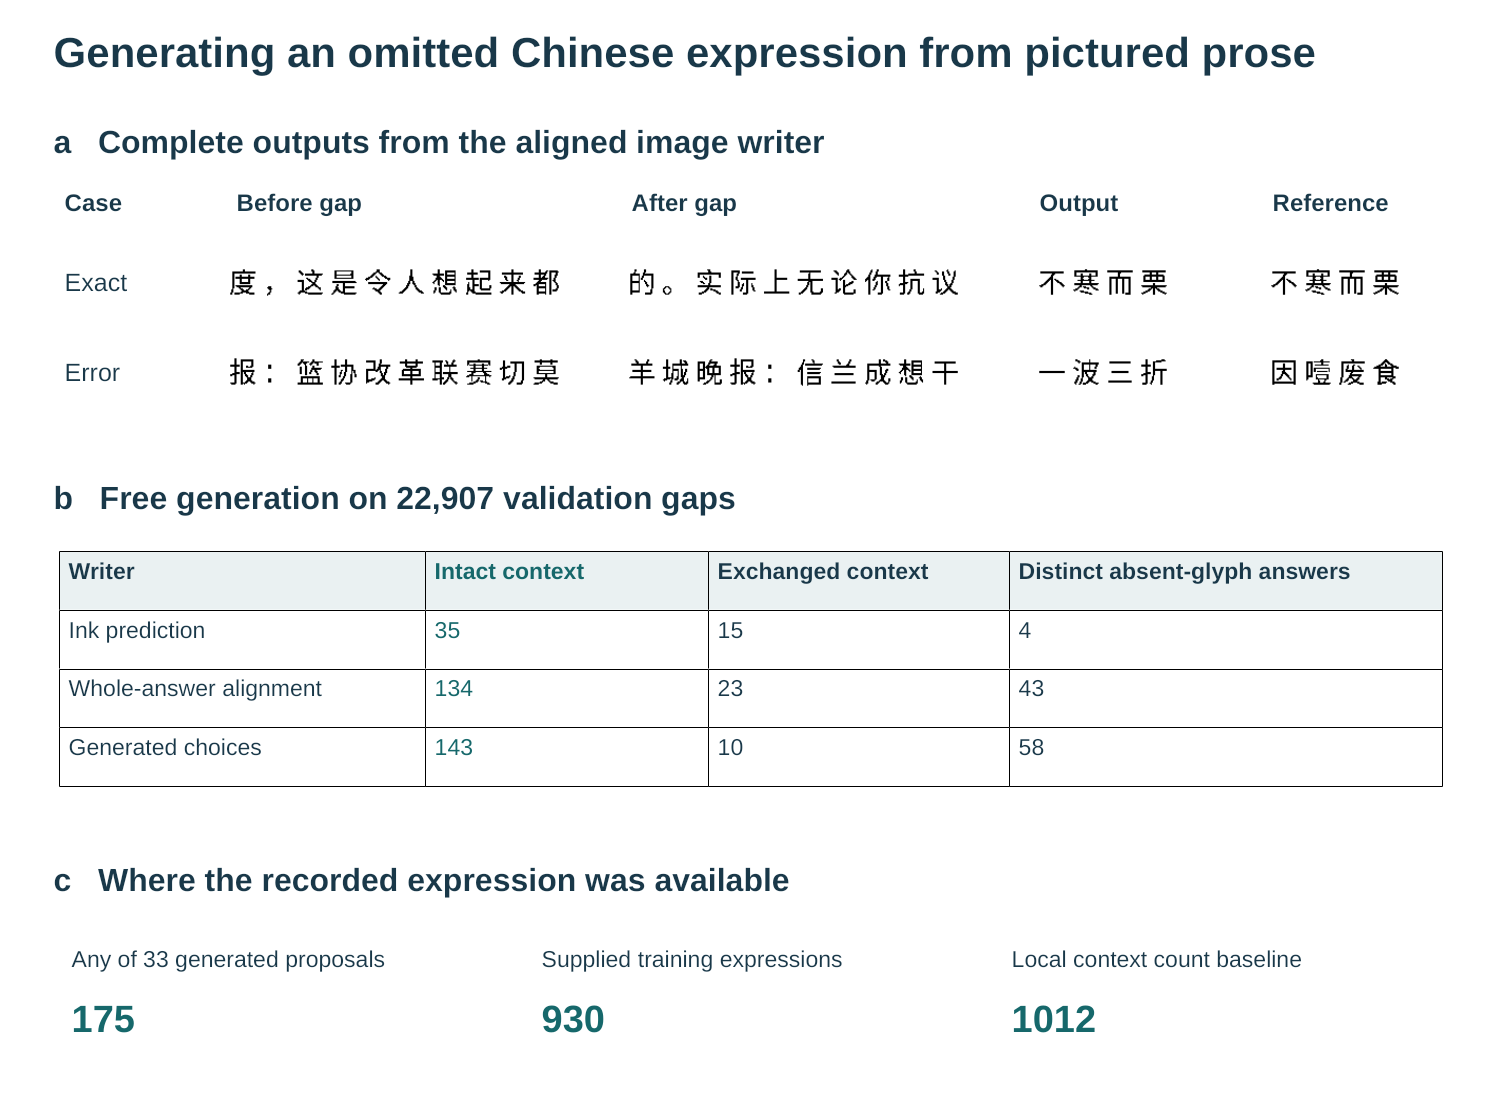 Generating an omitted Chinese expression from pictured prose
a Complete outputs from the aligned image writer
Case Before gap After gap Output Reference
Exact 度，这是令人想起来都 的。实际上无论你抗议 不寒而栗 不寒而栗
Error 报：篮协改革联赛切莫 羊城晚报：信兰成想干 一波三折 因噎废食
b Free generation on 22,907 validation gaps
Writer Intact context Exchanged context Distinct absent-glyph answers
Ink prediction 35 15 4
Whole-answer alignment 134 23 43
Generated choices 143 10 58
c Where the recorded expression was available
Any of 33 generated proposals Supplied training expressions Local context count baseline
175 930 1012